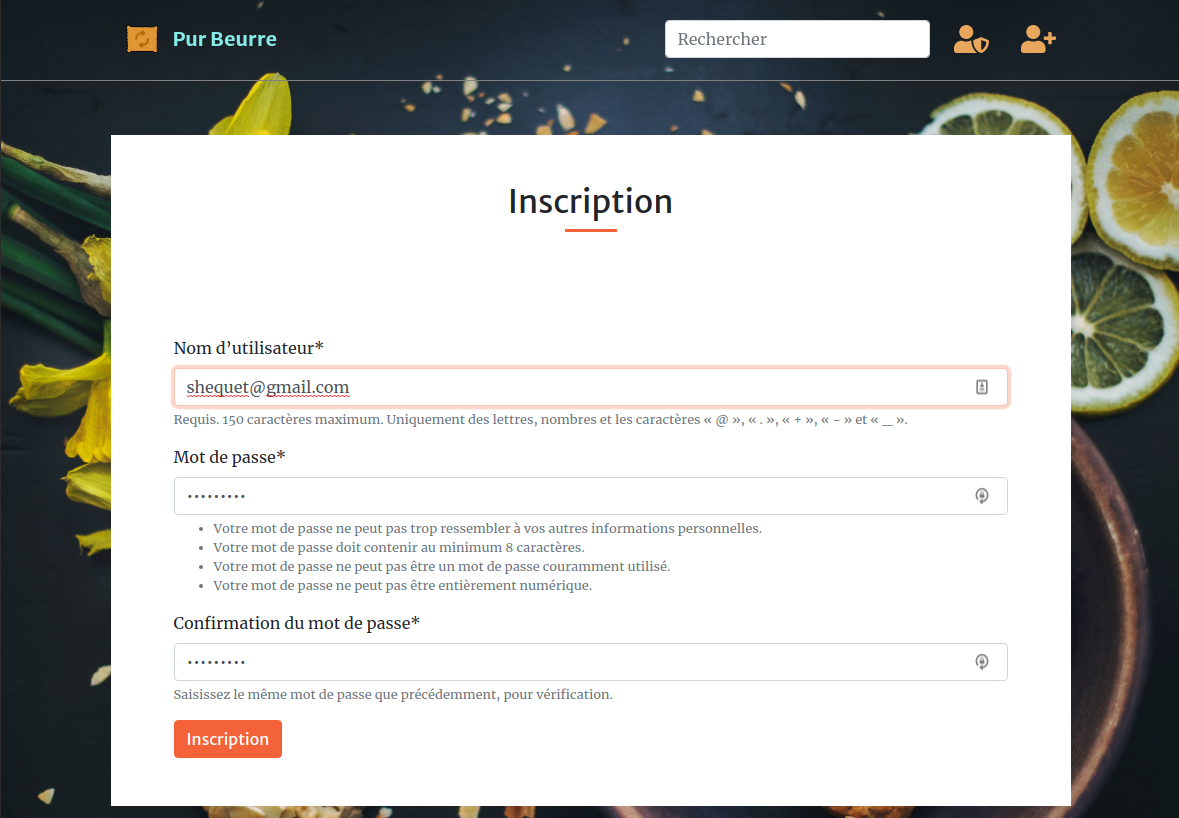 Pur Beurre
Rechercher
Inscription
Nom d’utilisateur*
shequet@gmail.com
Requis. 150 caractères maximum. Uniquement des lettres, nombres et les caractères « @ », « . », « + », « - » et « _ ».
Mot de passe*
•••••••••
Votre mot de passe ne peut pas trop ressembler à vos autres informations personnelles.
Votre mot de passe doit contenir au minimum 8 caractères.
Votre mot de passe ne peut pas être un mot de passe couramment utilisé.
Votre mot de passe ne peut pas être entièrement numérique.
Confirmation du mot de passe*
•••••••••
Saisissez le même mot de passe que précédemment, pour vérification.
Inscription